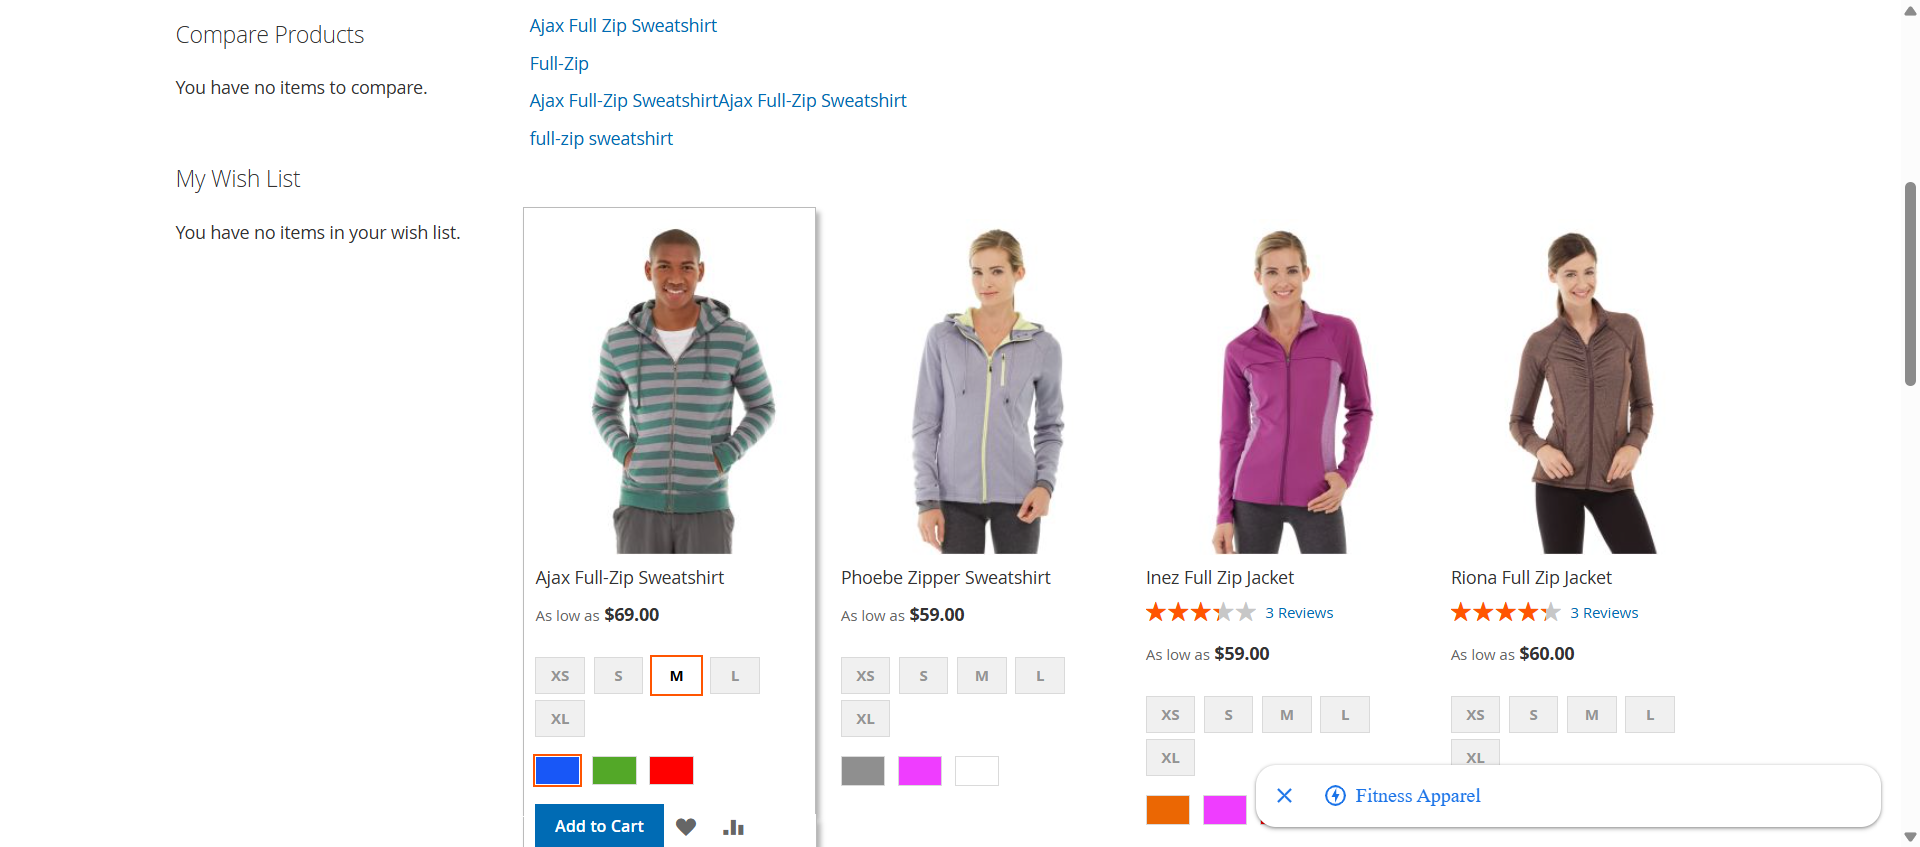 Compare Products
You have no items to compare.
My Wish List
You have no items in your wish list.
Ajax Full Zip Sweatshirt
Full-Zip
Ajax Full-Zip SweatshirtAjax Full-Zip Sweatshirt
full-zip sweatshirt
Ajax Full-Zip Sweatshirt
As low as $69.00
XS S M L
XL
Add to Cart
Phoebe Zipper Sweatshirt
As low as $59.00
XS S M L
XL
Inez Full Zip Jacket
3 Reviews
As low as $59.00
XS S M L
XL
Riona Full Zip Jacket
3 Reviews
As low as $60.00
XS S M L
XL
Fitness Apparel